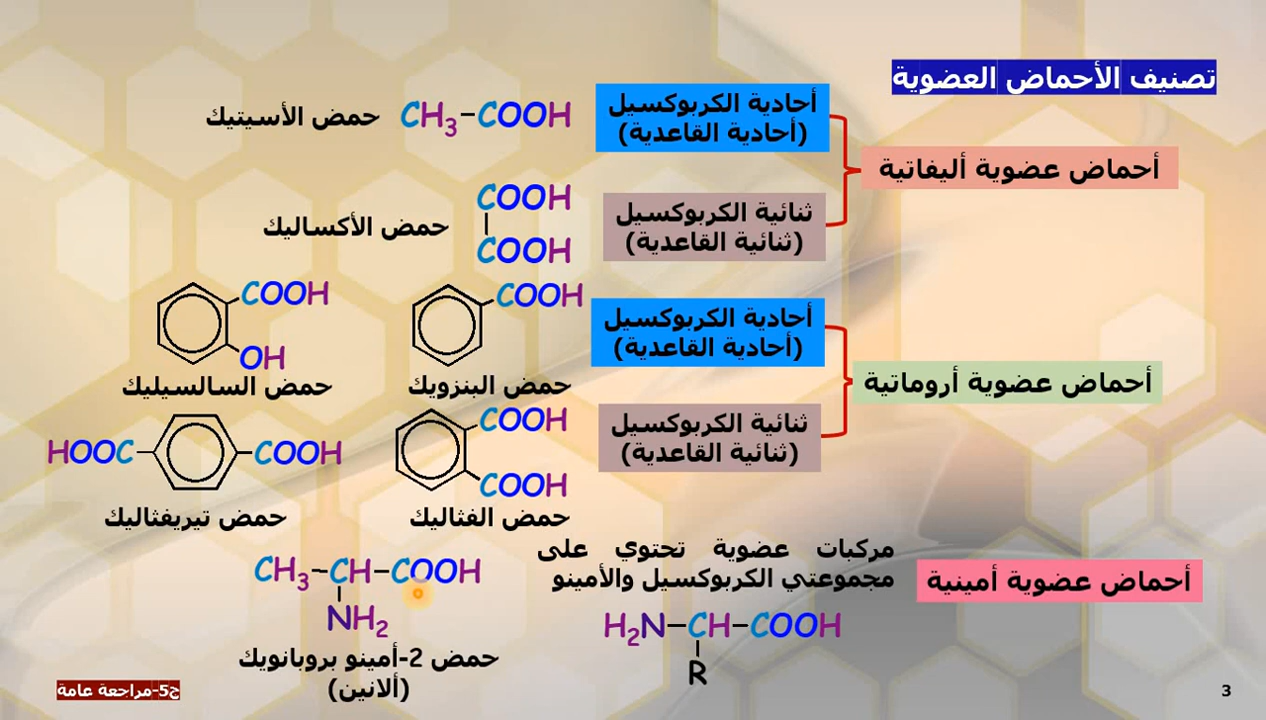 تصنيف الأحماض العضوية
أحماض عضوية أليفاتية
أحادية الكربوكسيل
(أحادية القاعدية)
CH3–COOH
حمض الأسيتيك
ثنائية الكربوكسيل
(ثنائية القاعدية)
COOH
COOH
حمض الأكساليك
أحماض عضوية أروماتية
أحادية الكربوكسيل
(أحادية القاعدية)
COOH
حمض البنزويك
COOH
OH
حمض السالسيليك
ثنائية الكربوكسيل
(ثنائية القاعدية)
COOH
COOH
حمض الفثاليك
HOOC
COOH
حمض تيريفثاليك
أحماض عضوية أمينية
مركبات عضوية تحتوي على
مجموعتي الكربوكسيل والأمينو
H2N–CH–COOH
R
CH3–CH–COOH
NH2
حمض 2-أمينو بروبانويك
(ألانين)
ج5-مراجعة عامة
3